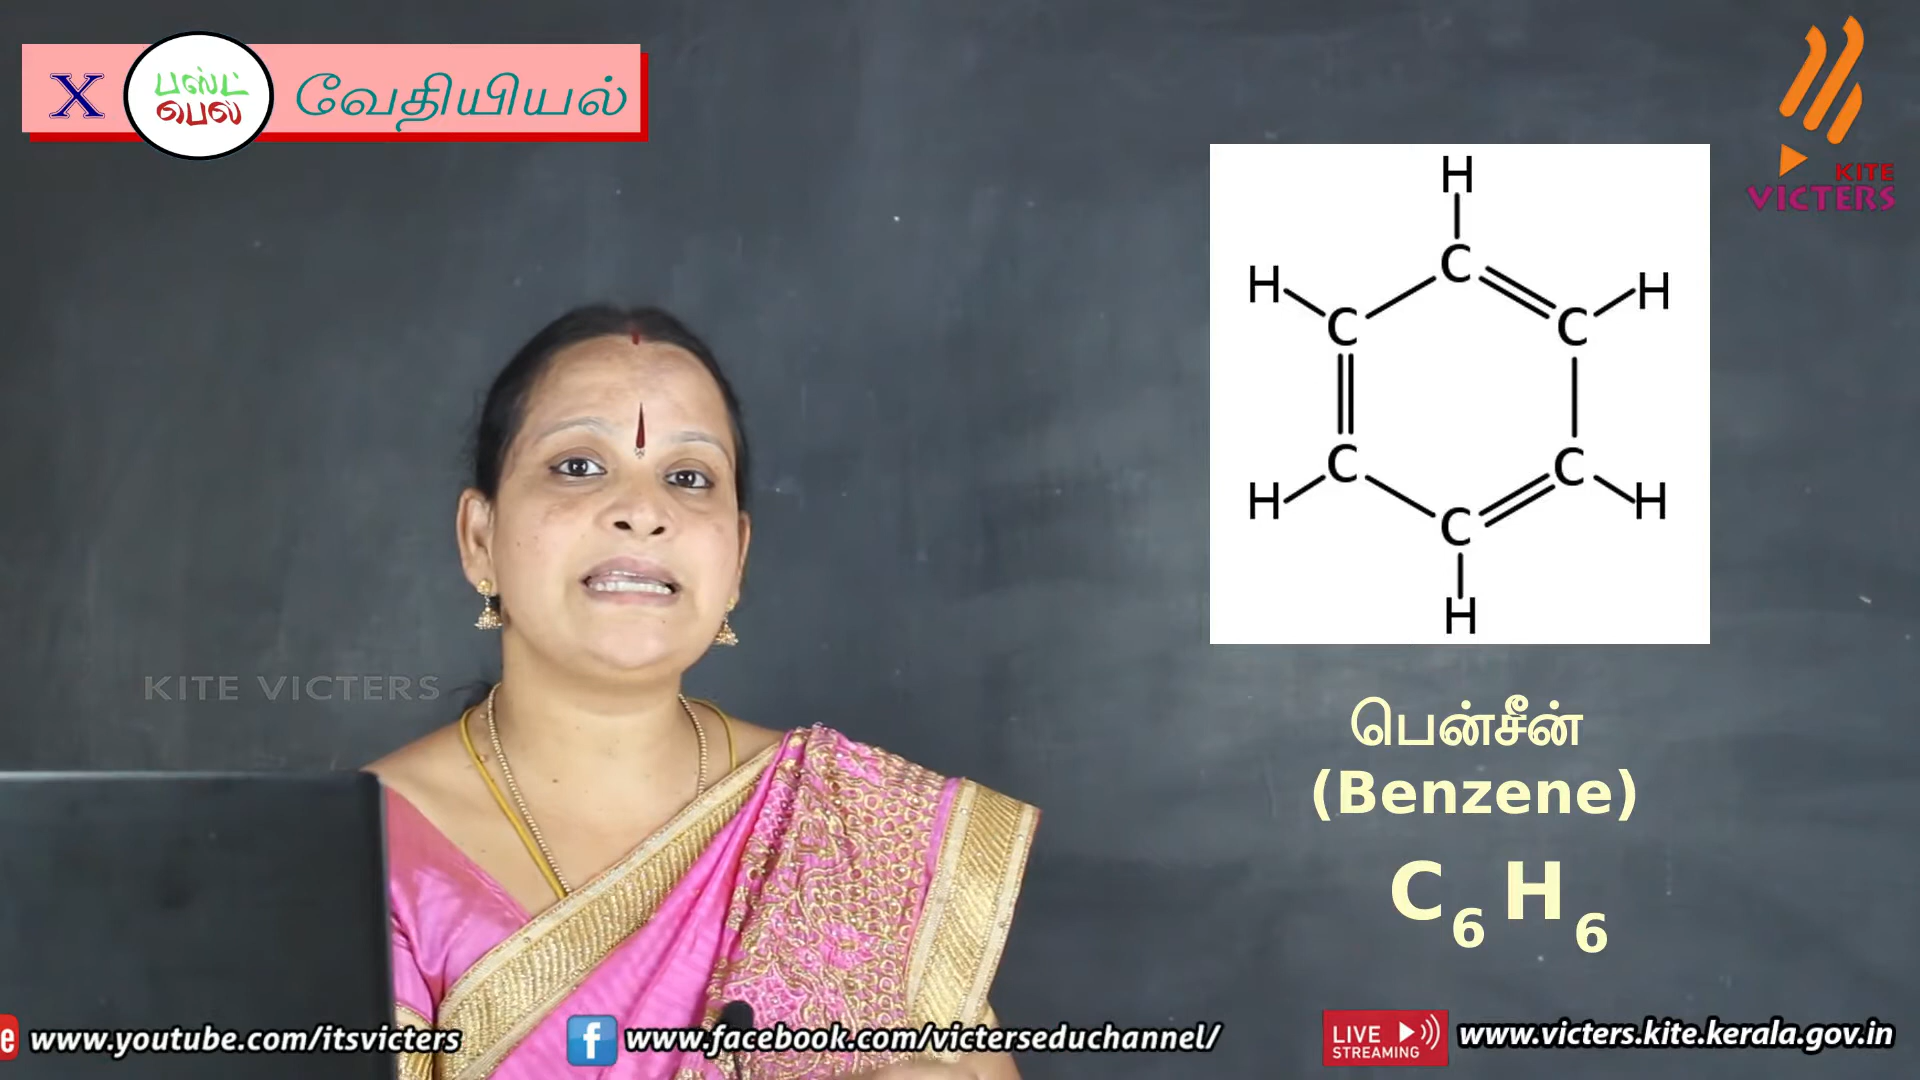 X பஸ்ட் பெல் வேதியியல்
KITE
VICTERS
H
H C H
C C
C C
H C H
H
KITE VICTERS
பென்சீன்
(Benzene)
C6H6
e www.youtube.com/itsvicters
f www.facebook.com/victerseduchannel/
LIVE STREAMING www.victers.kite.kerala.gov.in